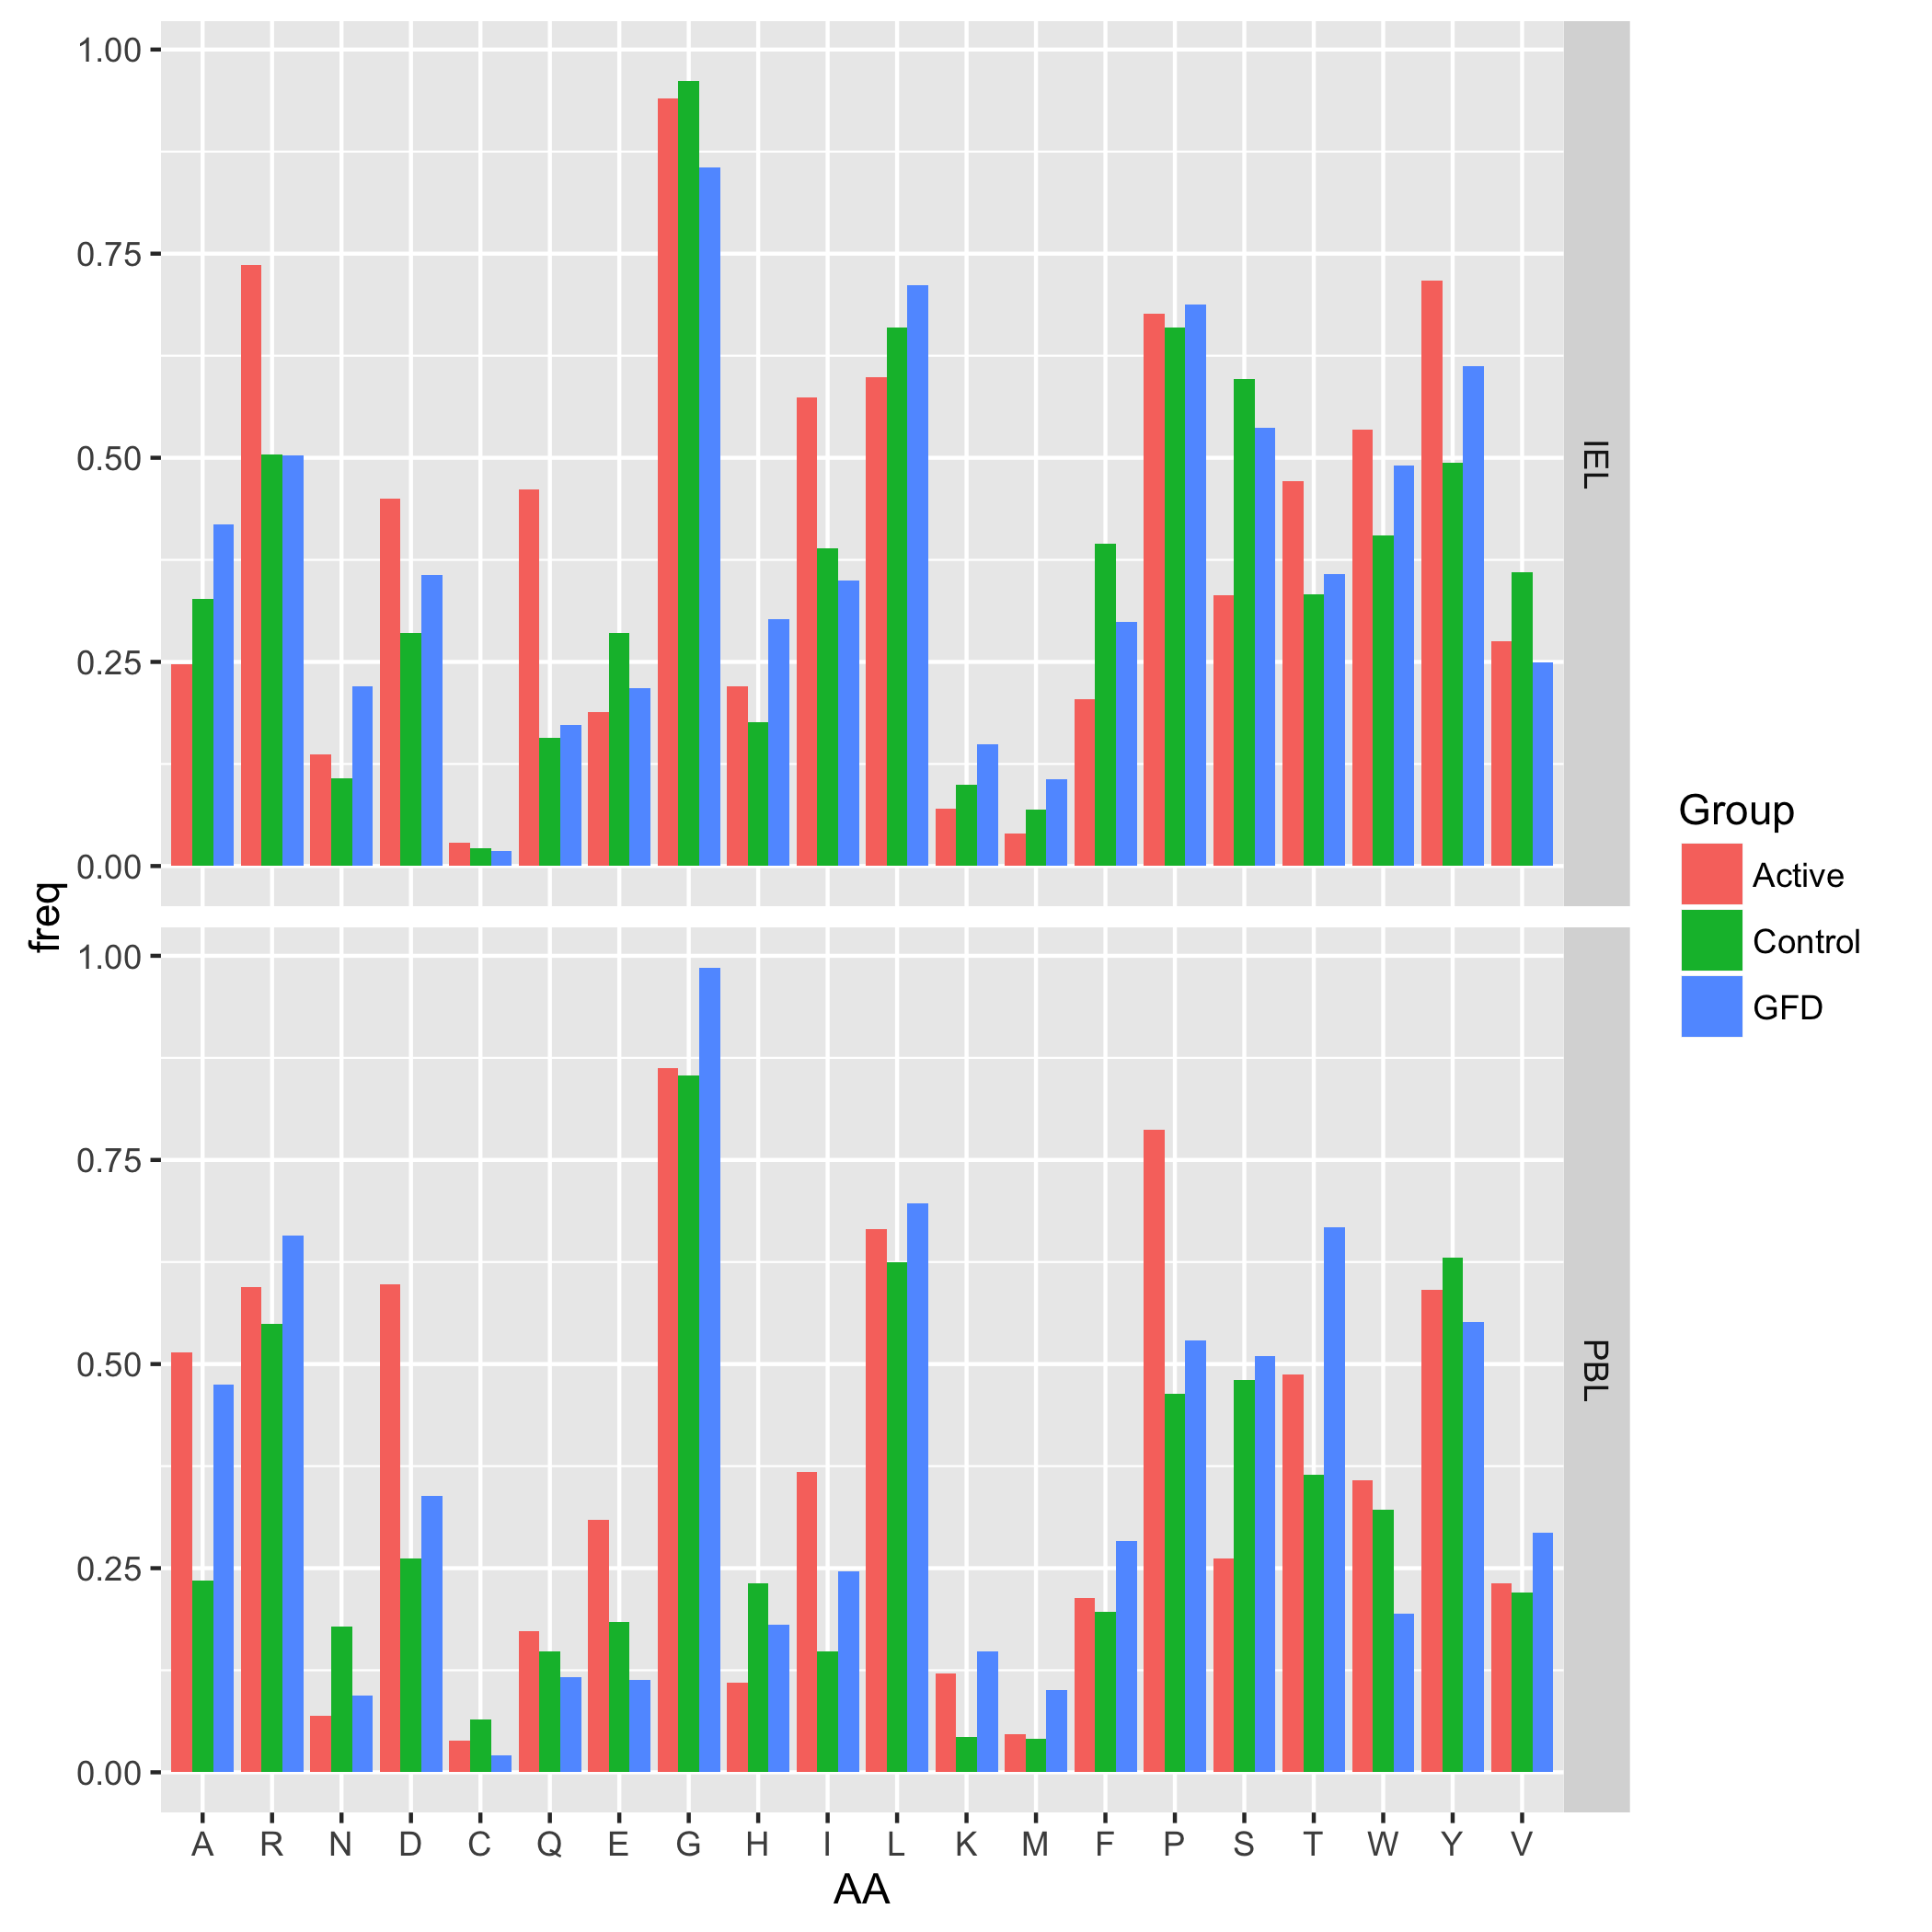 1.00
0.75
0.50
0.25
0.00
IEL
1.00
0.75
0.50
0.25
0.00
PBL
freq
A R N D C Q E G H I L K M F P S T W Y V
AA
Group
Active
Control
GFD